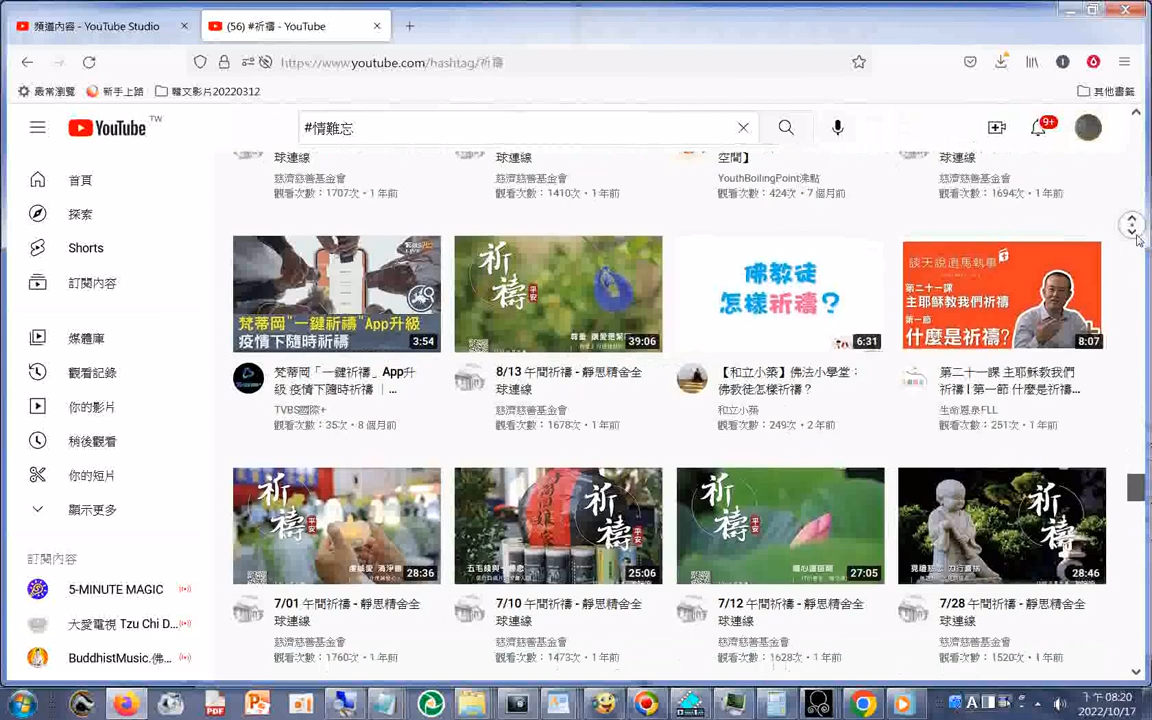 頻道內容 - YouTube Studio
(56) #祈禱 - YouTube
https://www.youtube.com/hashtag/祈禱
最常瀏覽
新手上路
韓文影片20220312
其他書籤
YouTube TW
#情難忘
9+
首頁
探索
Shorts
訂閱內容
媒體庫
觀看記錄
你的影片
稍後觀看
你的短片
顯示更多
訂閱內容
5-MINUTE MAGIC
大愛電視 Tzu Chi D...
BuddhistMusic.佛...
球連線
慈濟慈善基金會
觀看次數：1707次 · 1 年前
球連線
慈濟慈善基金會
觀看次數：1410次 · 1 年前
空間】
YouthBoilingPoint沸點
觀看次數：424次 · 7 個月前
球連線
慈濟慈善基金會
觀看次數：1694次 · 1 年前
梵蒂岡"一鍵祈禱"App升級
疫情下隨時祈禱
3:54
梵蒂岡「一鍵祈禱」App升
級 疫情下隨時祈禱 ｜...
TVBS國際+
觀看次數：35次 · 8 個月前
祈禱
平安
39:06
8/13 午間祈禱 - 靜思精舍全
球連線
慈濟慈善基金會
觀看次數：1678次 · 1 年前
佛教徒
怎樣祈禱？
6:31
【和立小築】佛法小學堂：
佛教徒怎樣祈禱？
和立小築
觀看次數：249次 · 2 年前
談天說道馬執學
第二十一課
主耶穌教我們祈禱
第一節
什麼是祈禱?
8:07
第二十一課 主耶穌教我們
祈禱 l 第一節 什麼是祈禱...
生命恩泉FLL
觀看次數：251次 · 1 年前
祈禱
平安
28:36
7/01 午間祈禱 - 靜思精舍全
球連線
慈濟慈善基金會
觀看次數：1760次 · 1 年前
祈禱
平安
25:06
7/10 午間祈禱 - 靜思精舍全
球連線
慈濟慈善基金會
觀看次數：1473次 · 1 年前
祈禱
平安
27:05
7/12 午間祈禱 - 靜思精舍全
球連線
慈濟慈善基金會
觀看次數：1628次 · 1 年前
祈禱
平安
28:46
7/28 午間祈禱 - 靜思精舍全
球連線
慈濟慈善基金會
觀看次數：1520次 · 1 年前
PDF
A
下午 08:20
2022/10/17